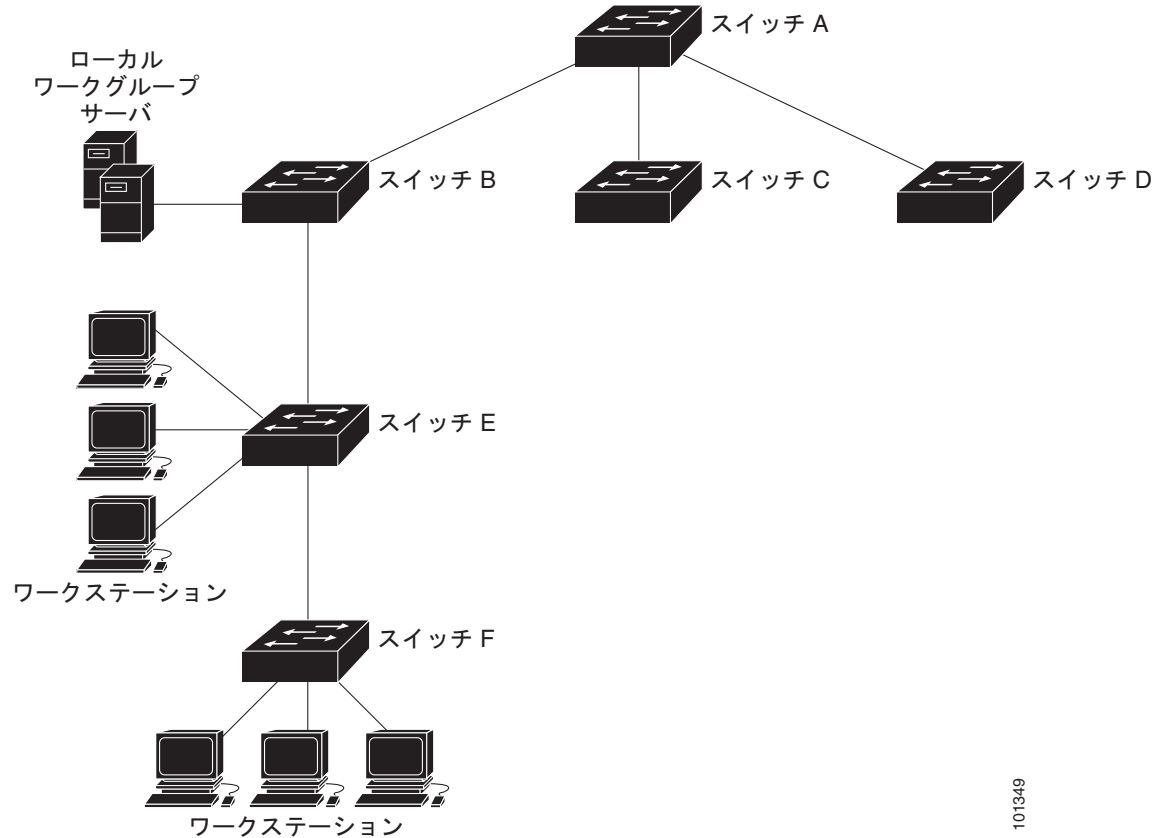 スイッチ A
ローカル
ワークグループ
サーバ
スイッチ B
スイッチ C
スイッチ D
スイッチ E
ワークステーション
スイッチ F
ワークステーション
101349